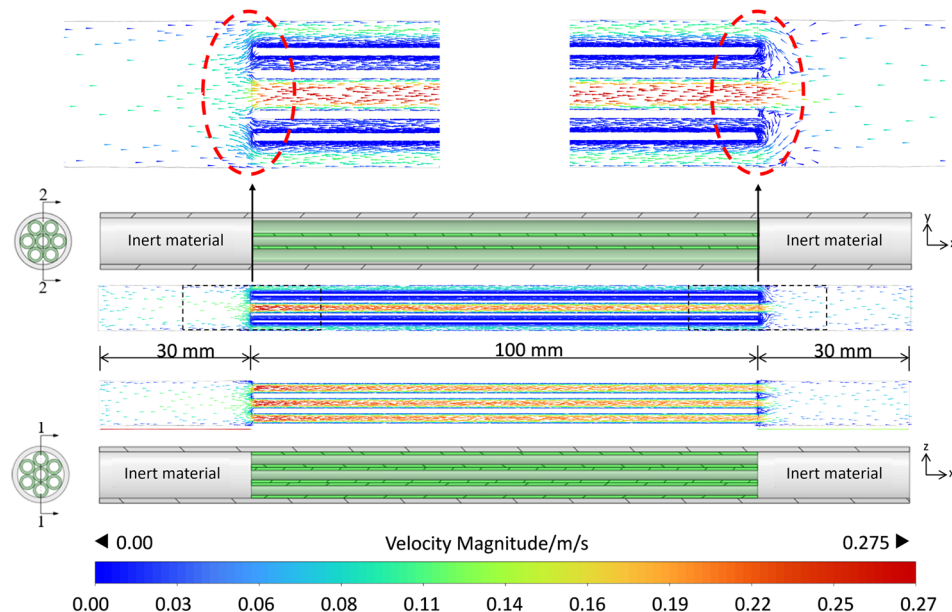 2
Inert material
Inert material
y
x
2
30 mm
100 mm
30 mm
1
Inert material
Inert material
z
x
1
0.00
Velocity Magnitude/m/s
0.275
0.00
0.03
0.06
0.08
0.11
0.14
0.16
0.19
0.22
0.25
0.27